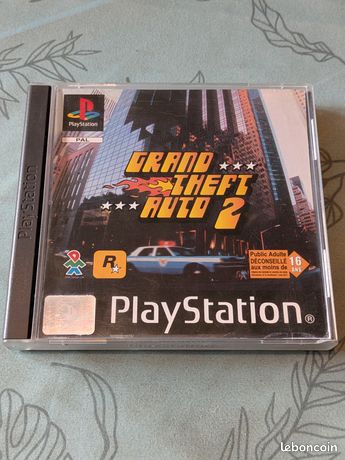 PlayStation
PAL
PlayStation
GRAND
THEFT
AUTO 2
R
Public Adulte
DÉCONSEILLÉ
aux moins de
16
ANS
PlayStation®
leboncoin